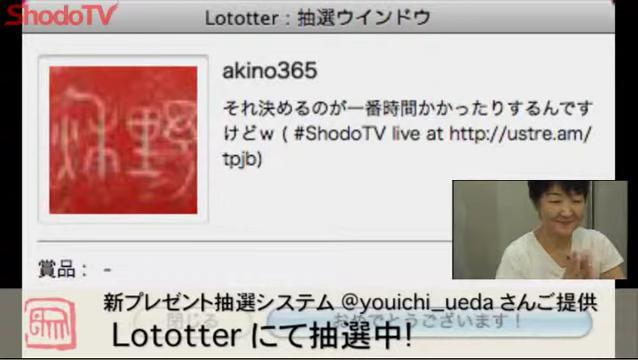 ShodoTV
Lototter：抽選ウインドウ
akino365
それ決めるのが一番時間かかったりするんです
けどｗ ( #ShodoTV live at http://ustre.am/
tpjb)
賞品： -
新プレゼント抽選システム @youichi_ueda さんご提供
閉じる
おめでとうございます！
Lototter にて抽選中!